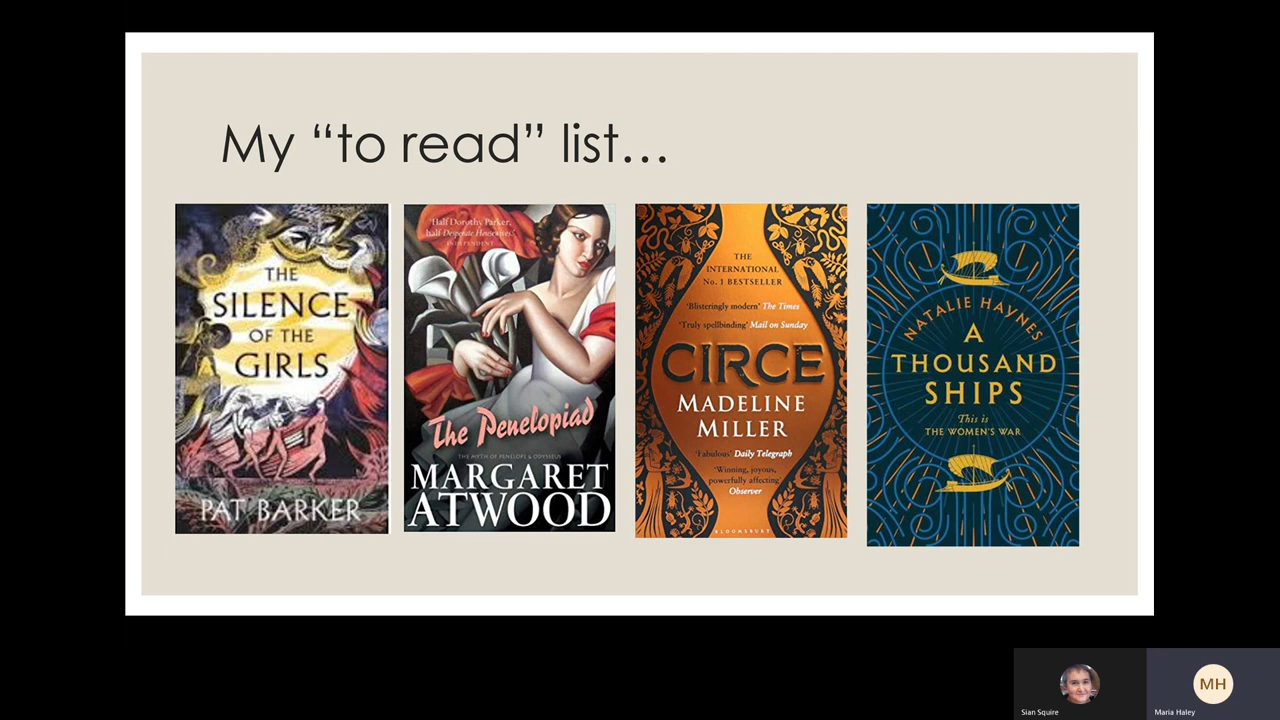 My “to read” list...
THE
SILENCE
OF THE
GIRLS
PAT BARKER
'Half Dorothy Parker,
half Desperate Housewives.'
INDEPENDENT
The Penelopiad
THE MYTH OF PENELOPE & ODYSSEUS
MARGARET
ATWOOD
THE
INTERNATIONAL
No. 1 BESTSELLER
'Blisteringly modern' The Times
'Truly spellbinding' Mail on Sunday
CIRCE
MADELINE
MILLER
'Fabulous' Daily Telegraph
'Winning, joyous,
powerfully affecting'
Observer
BLOOMSBURY
NATALIE HAYNES
A
THOUSAND
SHIPS
This is
THE WOMEN'S WAR
Sian Squire
MH
Maria Haley